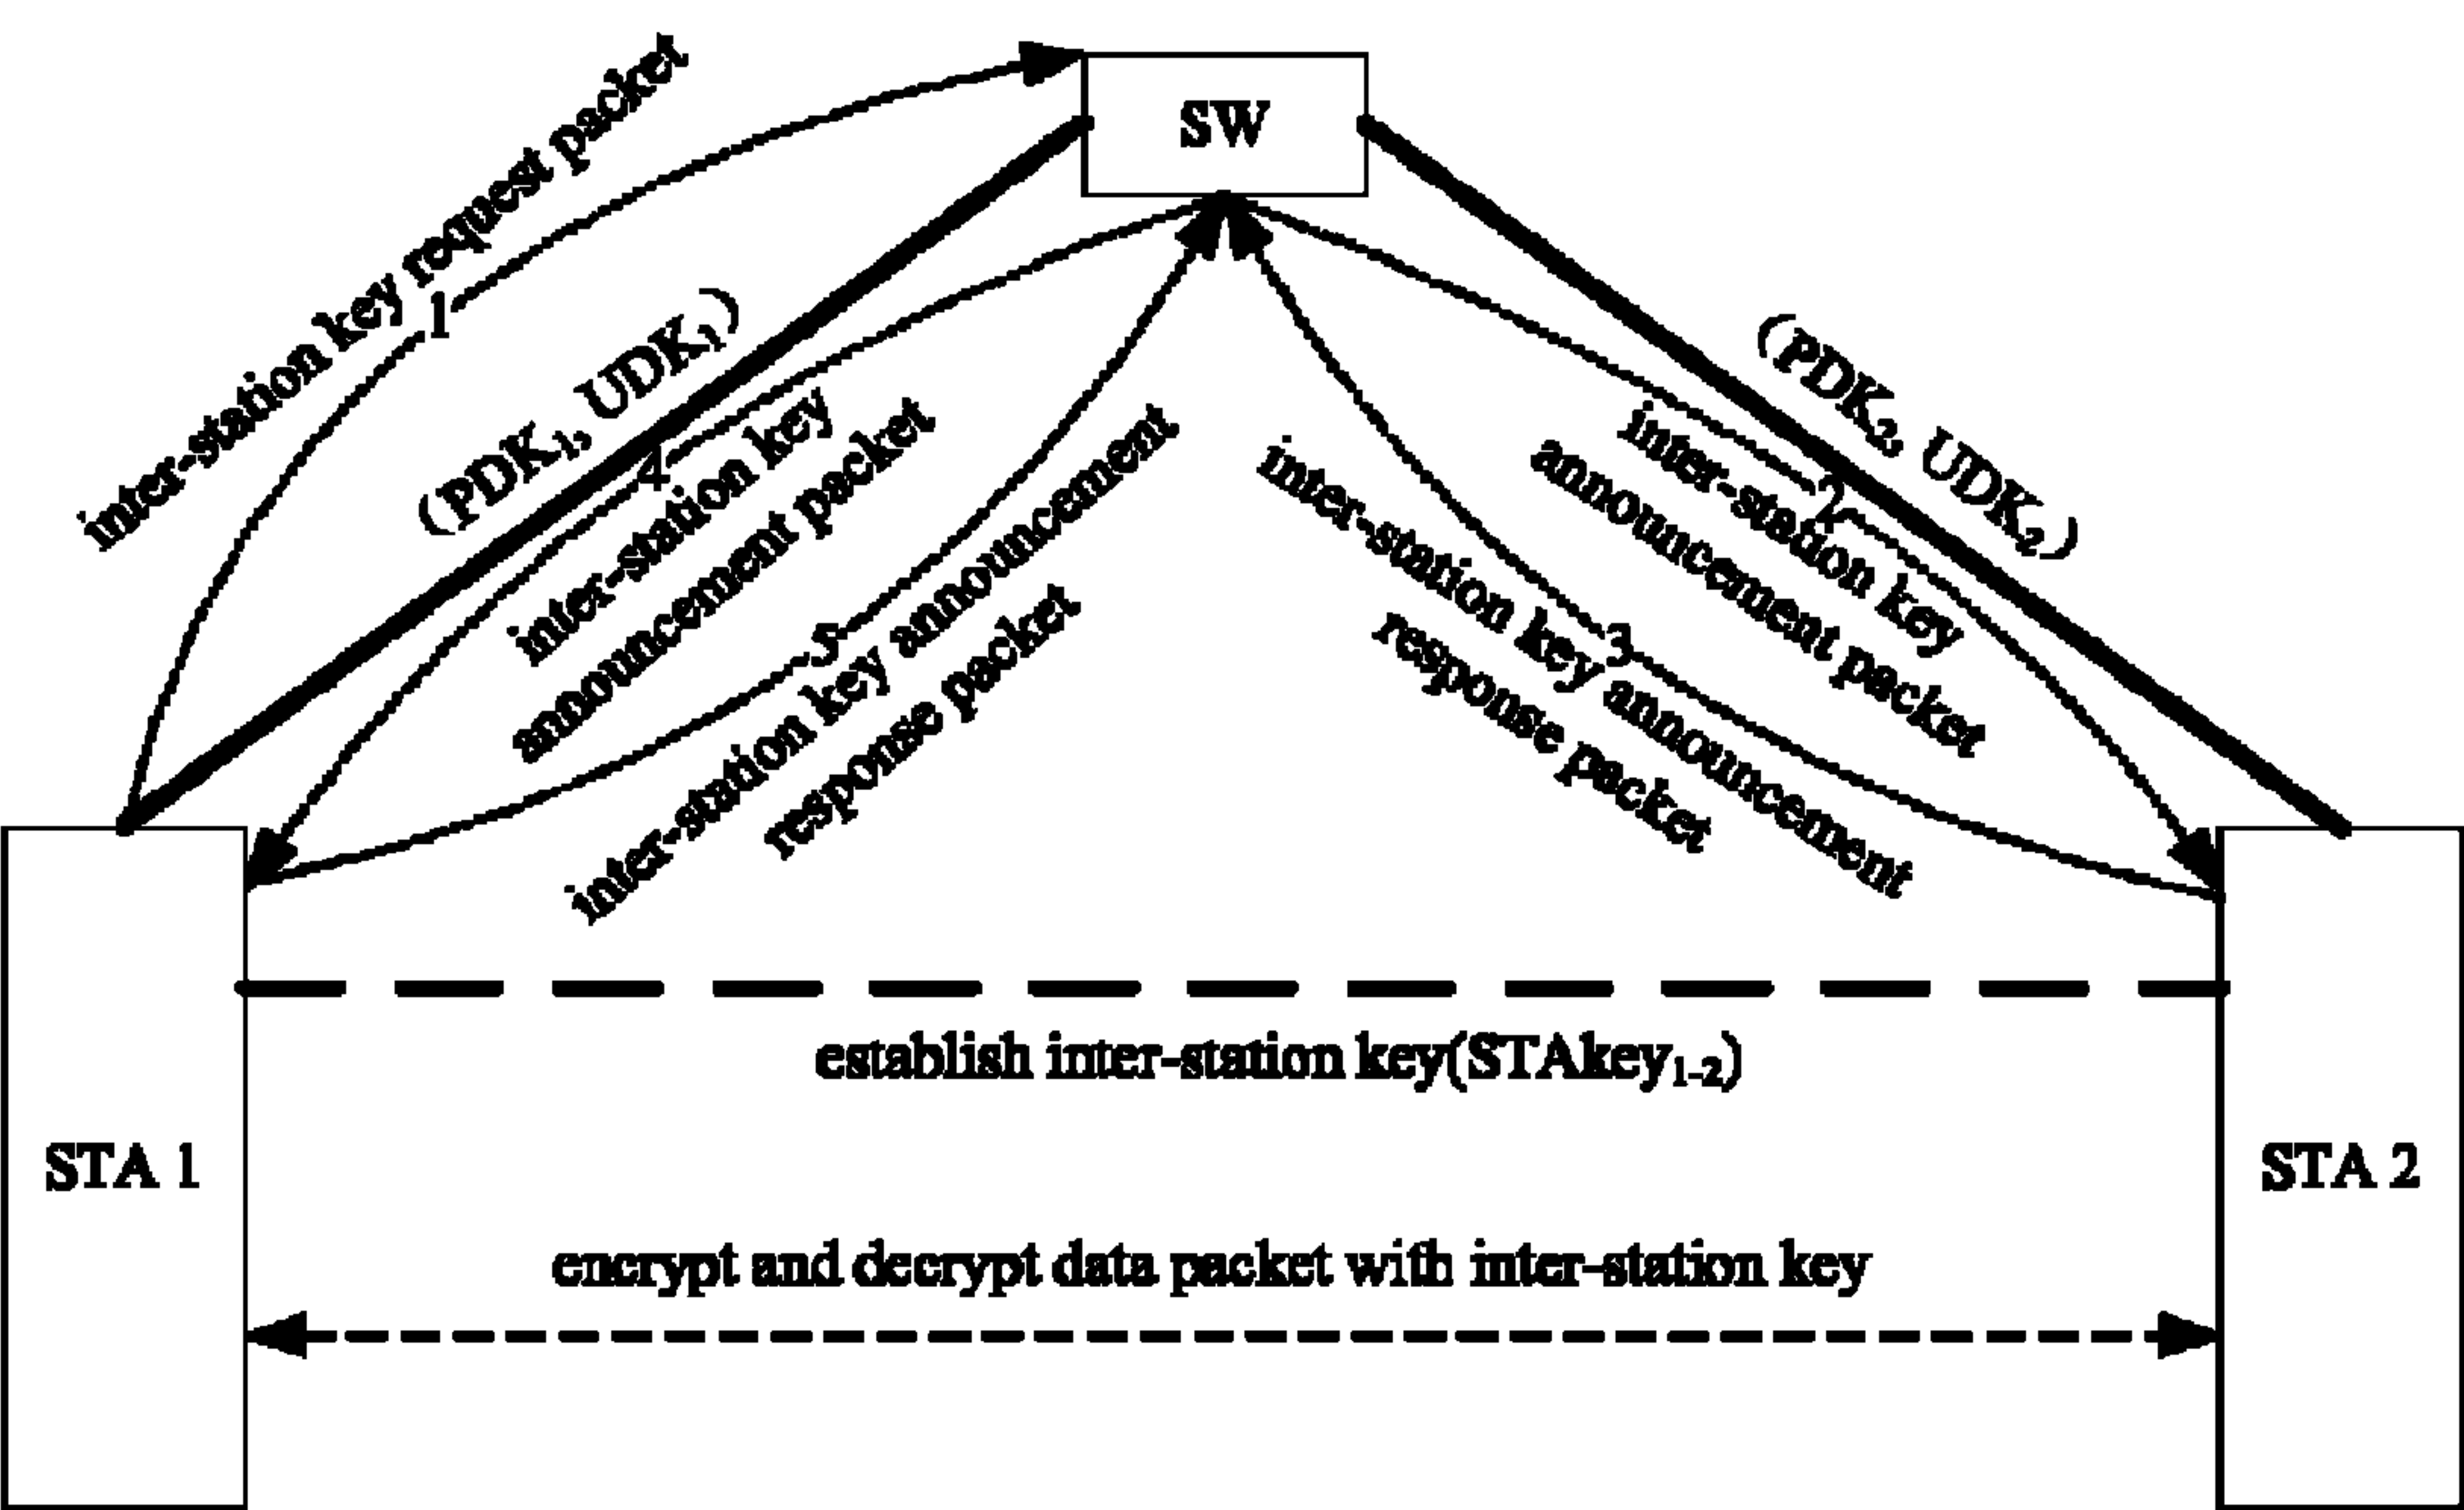 SW
inter-station key request packet
1
(PDK₁, UDK₁)
4
inter-station key
announcement packet
5
inter-station key announcement
response packet
(PDK₂, UDK₂)
2
inter-station key
announcement packet
3
inter-station key announcement
response packet
establish inter-station key(STAkey₁₋₂)
STA 1
STA 2
encrypt and decrypt data packet with inter-station key